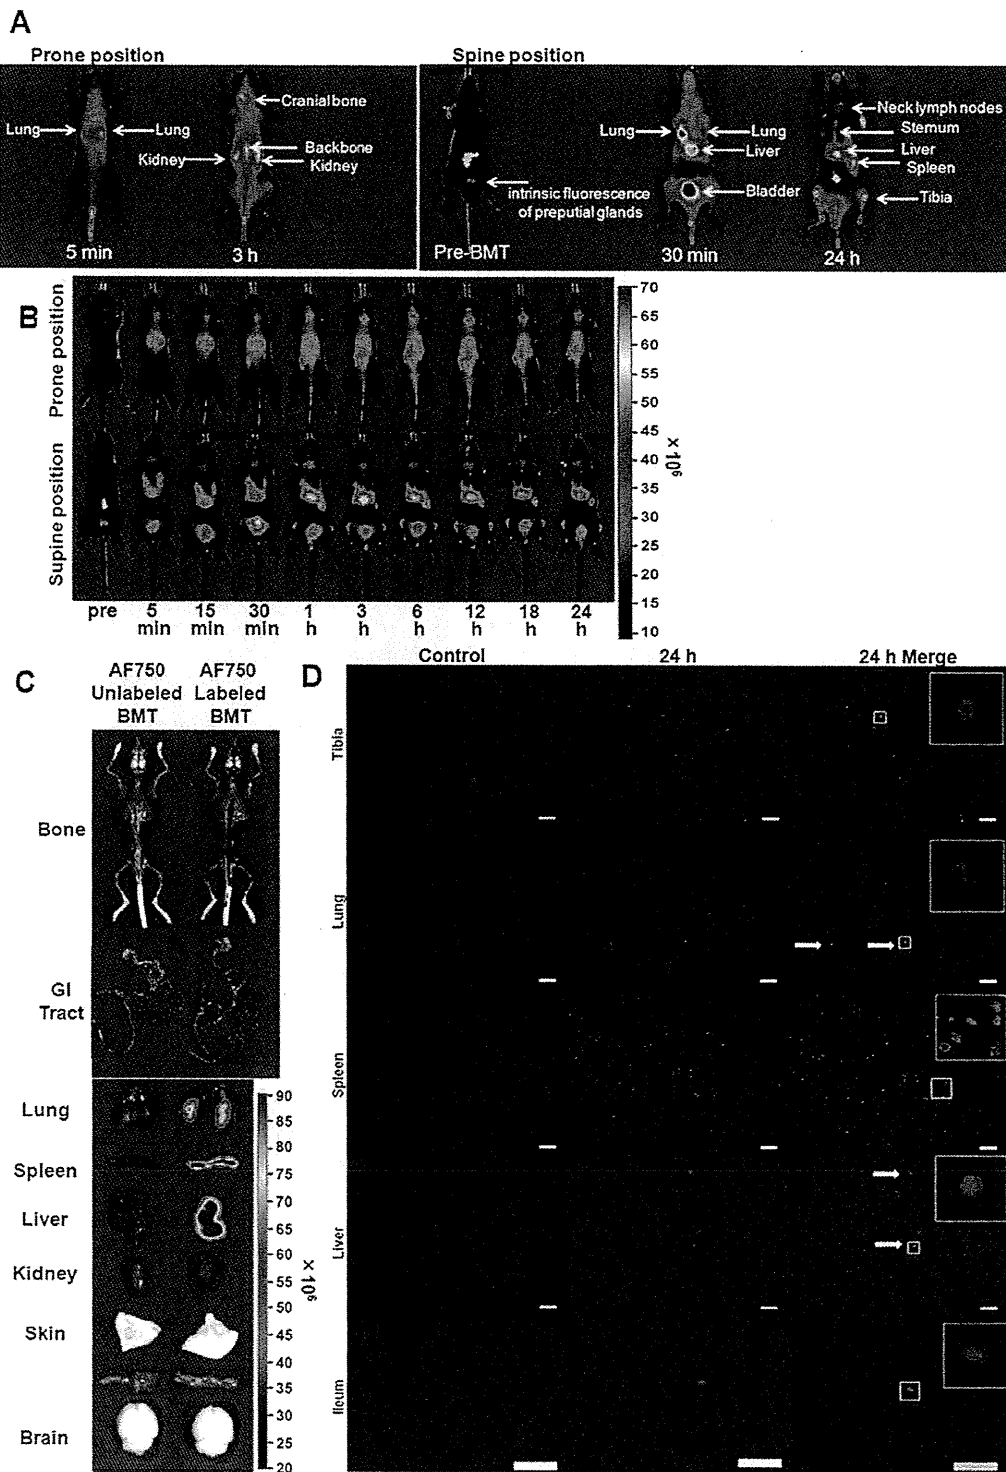 A
Prone position
Spine position
Cranial bone
Lung
Lung
Backbone
Kidney
Kidney
5 min
3 h
intrinsic fluorescence
of preputial glands
Pre-BMT
Lung
Lung
Liver
Bladder
30 min
Neck lymph nodes
Sternum
Liver
Spleen
Tibia
24 h
B
Prone position
Supine position
70
65
60
55
50
45
40
35
30
25
20
15
10
× 10⁶
pre
5 min
15 min
30 min
1 h
3 h
6 h
12 h
18 h
24 h
C
AF750 Unlabeled BMT
AF750 Labeled BMT
Bone
GI Tract
Lung
Spleen
Liver
Kidney
Skin
Brain
90
85
80
75
70
65
60
55
50
45
40
35
30
25
20
× 10⁶
D
Control
24 h
24 h Merge
Tibia
Lung
Spleen
Liver
Ileum